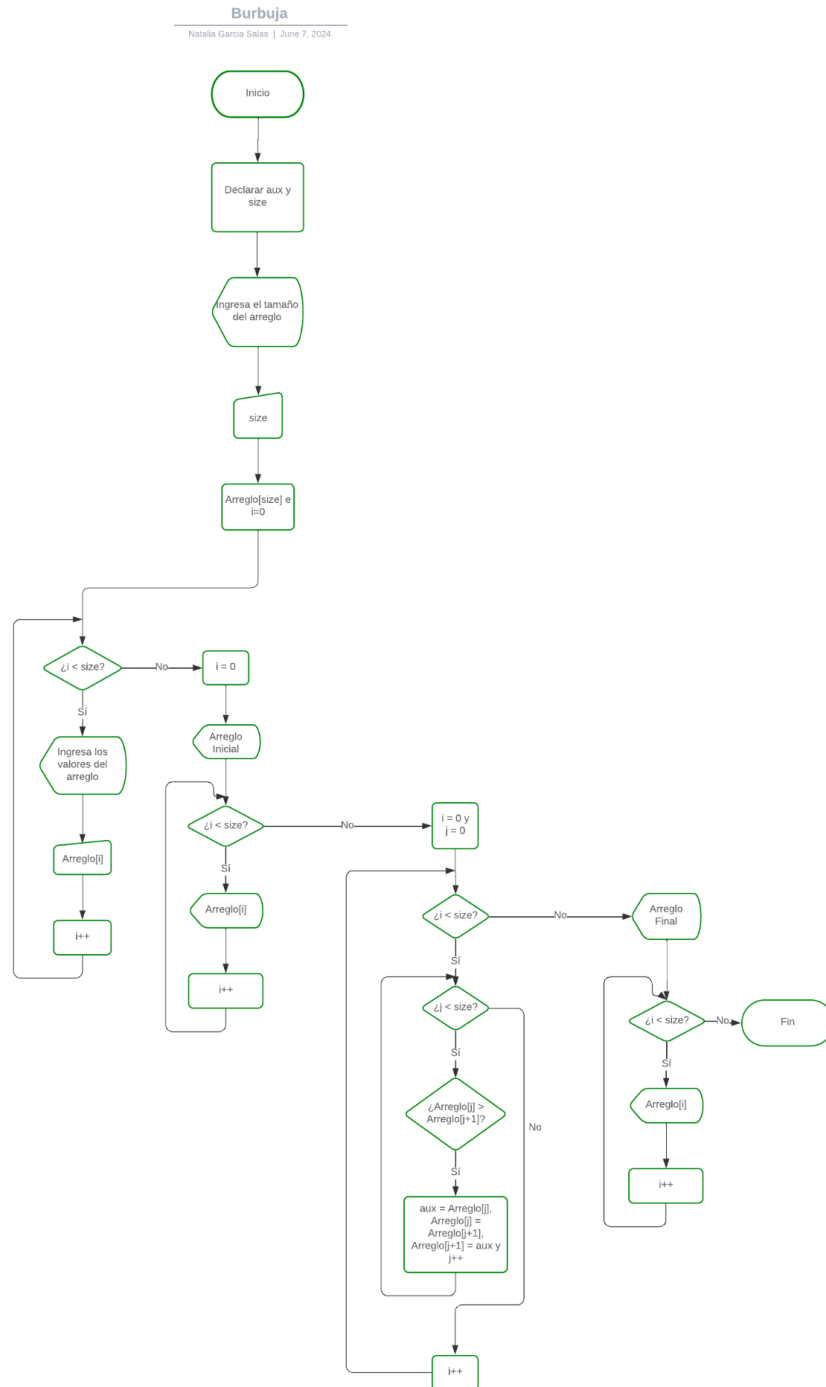 Burbuja
Natalia Garcia Salas | June 7, 2024
Inicio
Declarar aux y
size
Ingresa el tamaño
del arreglo
size
Arreglo[size] e
i=0
¿i < size?
No
i = 0
Sí
Ingresa los
valores del
arreglo
Arreglo[i]
i++
Arreglo
Inicial
¿i < size?
No
i = 0 y
j = 0
Sí
Arreglo[i]
i++
¿i < size?
No
Arreglo
Final
Sí
¿j < size?
Sí
No
¿Arreglo[j] >
Arreglo[j+1]?
Sí
aux = Arreglo[j],
Arreglo[j] =
Arreglo[j+1],
Arreglo[j+1] = aux y
j++
i++
¿i < size?
No
Fin
Sí
Arreglo[i]
i++